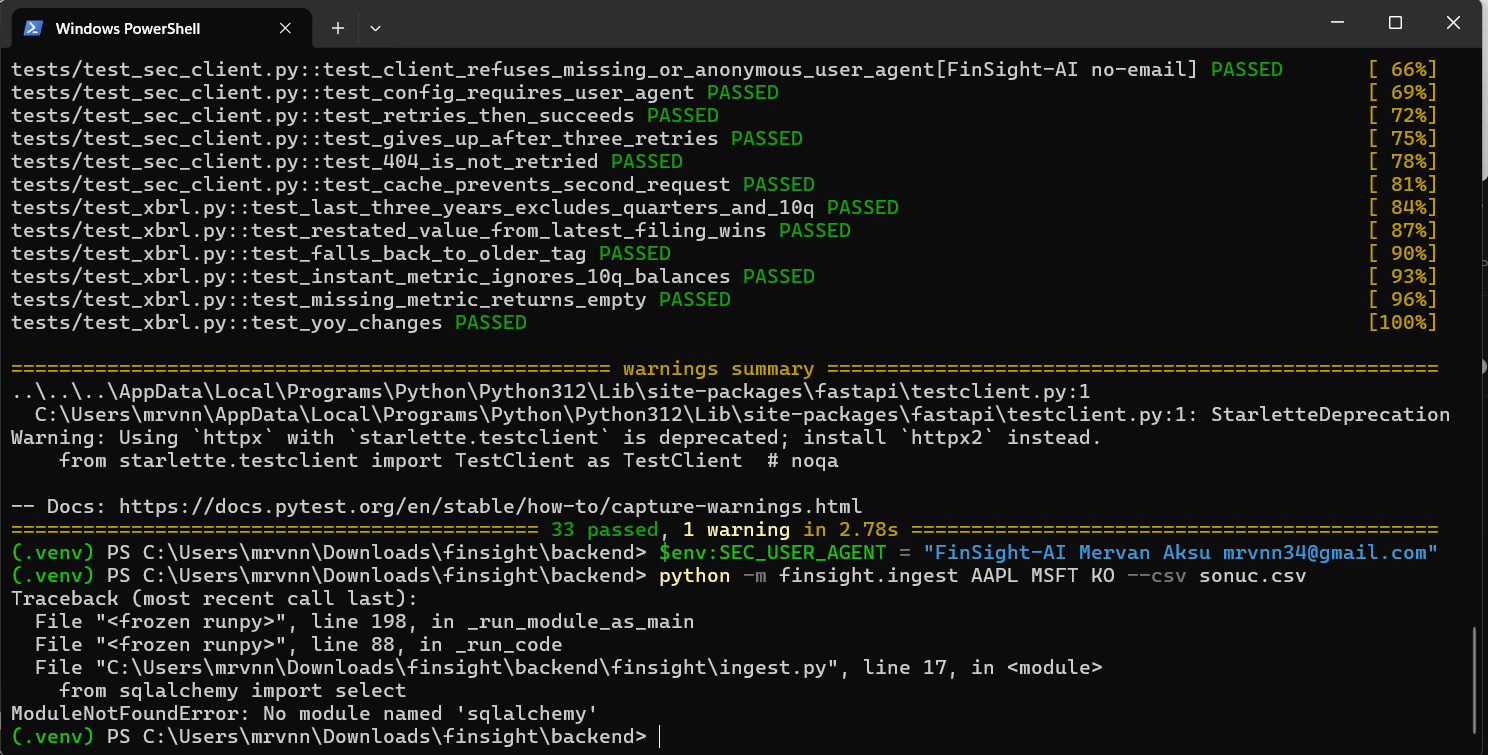 Windows PowerShell
tests/test_sec_client.py::test_client_refuses_missing_or_anonymous_user_agent[FinSight-AI no-email] PASSED [ 66%]
tests/test_sec_client.py::test_config_requires_user_agent PASSED [ 69%]
tests/test_sec_client.py::test_retries_then_succeeds PASSED [ 72%]
tests/test_sec_client.py::test_gives_up_after_three_retries PASSED [ 75%]
tests/test_sec_client.py::test_404_is_not_retried PASSED [ 78%]
tests/test_sec_client.py::test_cache_prevents_second_request PASSED [ 81%]
tests/test_xbrl.py::test_last_three_years_excludes_quarters_and_10q PASSED [ 84%]
tests/test_xbrl.py::test_restated_value_from_latest_filing_wins PASSED [ 87%]
tests/test_xbrl.py::test_falls_back_to_older_tag PASSED [ 90%]
tests/test_xbrl.py::test_instant_metric_ignores_10q_balances PASSED [ 93%]
tests/test_xbrl.py::test_missing_metric_returns_empty PASSED [ 96%]
tests/test_xbrl.py::test_yoy_changes PASSED [100%]
================================================== warnings summary ===================================================
..\..\..\AppData\Local\Programs\Python\Python312\Lib\site-packages\fastapi\testclient.py:1
  C:\Users\mrvnn\AppData\Local\Programs\Python\Python312\Lib\site-packages\fastapi\testclient.py:1: StarletteDeprecation
Warning: Using `httpx` with `starlette.testclient` is deprecated; install `httpx2` instead.
    from starlette.testclient import TestClient as TestClient  # noqa
-- Docs: https://docs.pytest.org/en/stable/how-to/capture-warnings.html
============================================ 33 passed, 1 warning in 2.78s ============================================
(.venv) PS C:\Users\mrvnn\Downloads\finsight\backend> $env:SEC_USER_AGENT = "FinSight-AI Mervan Aksu mrvnn34@gmail.com"
(.venv) PS C:\Users\mrvnn\Downloads\finsight\backend> python -m finsight.ingest AAPL MSFT KO --csv sonuc.csv
Traceback (most recent call last):
  File "<frozen runpy>", line 198, in _run_module_as_main
  File "<frozen runpy>", line 88, in _run_code
  File "C:\Users\mrvnn\Downloads\finsight\backend\finsight\ingest.py", line 17, in <module>
    from sqlalchemy import select
ModuleNotFoundError: No module named 'sqlalchemy'
(.venv) PS C:\Users\mrvnn\Downloads\finsight\backend>